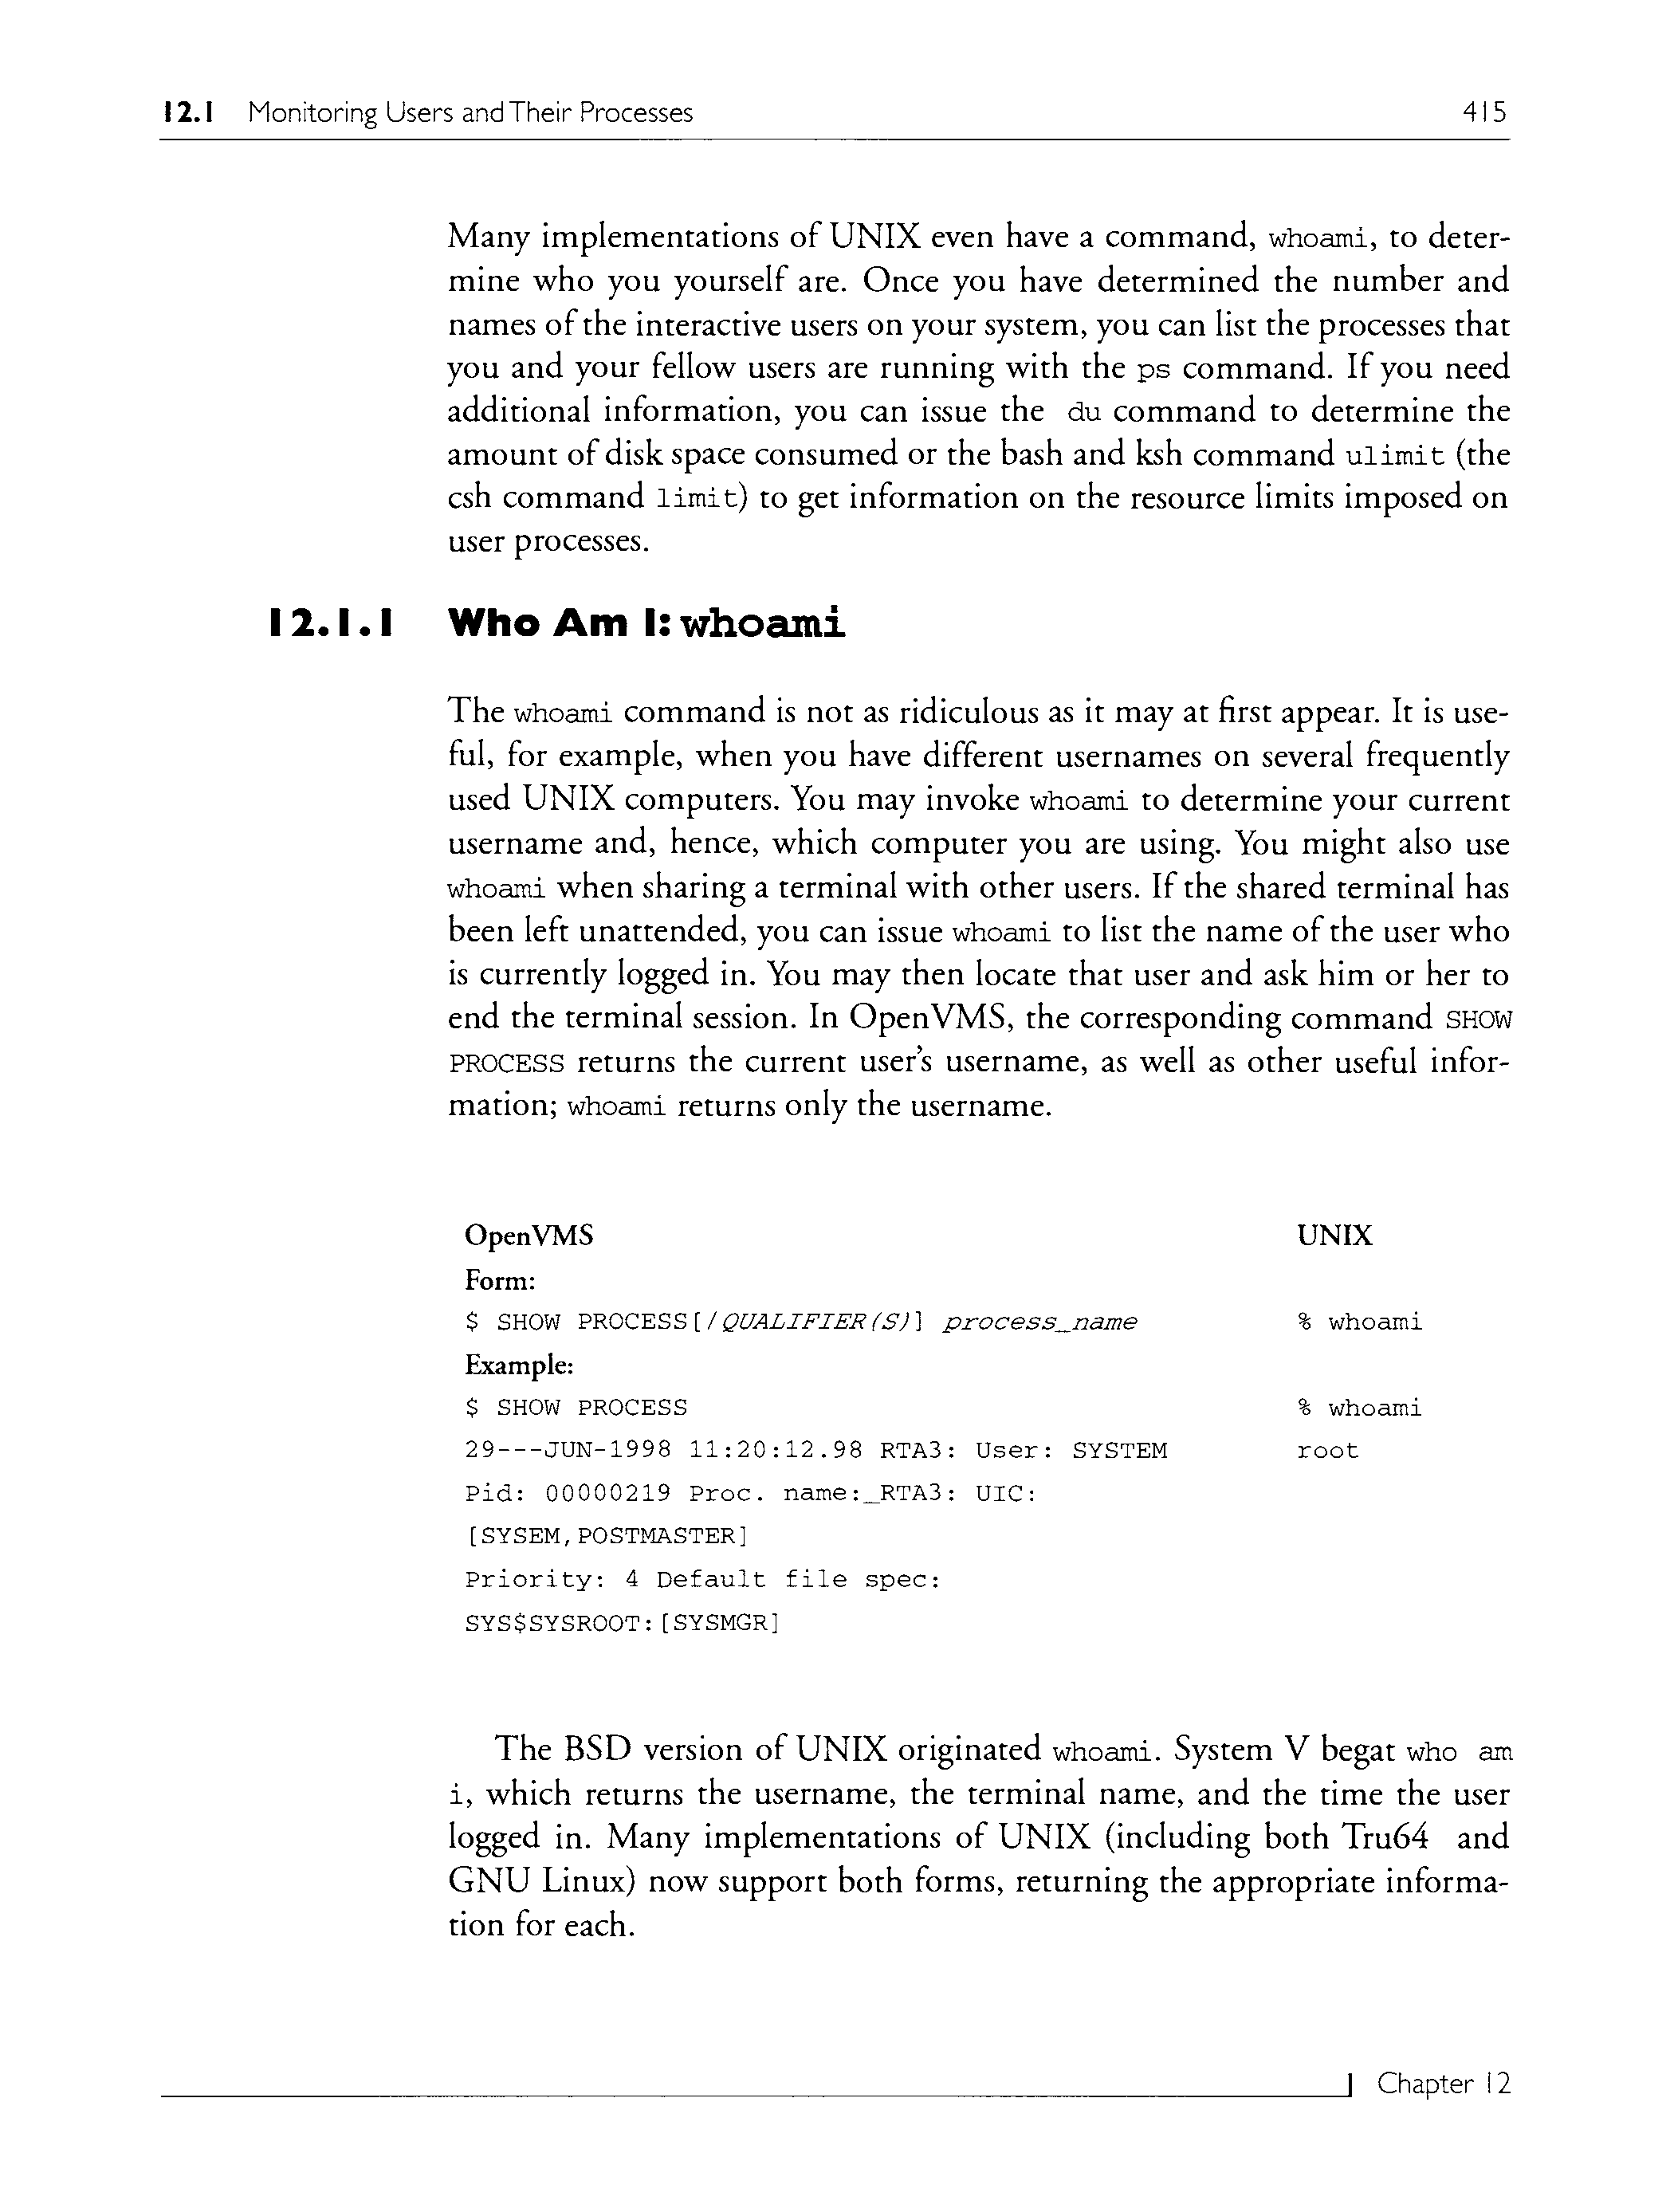 12.1 Monitoring Users and Their Processes 415
Many implementations of UNIX even have a command, whoami, to deter-
mine who you yourself are. Once you have determined the number and
names of the interactive users on your system, you can list the processes that
you and your fellow users are running with the ps command. If you need
additional information, you can issue the du command to determine the
amount of disk space consumed or the bash and ksh command ulimit (the
csh command limit) to get information on the resource limits imposed on
user processes.
12.1.1 Who Am I: whoami
The whoami command is not as ridiculous as it may at first appear. It is use-
ful, for example, when you have different usernames on several frequently
used UNIX computers. You may invoke whoami to determine your current
username and, hence, which computer you are using. You might also use
whoami when sharing a terminal with other users. If the shared terminal has
been left unattended, you can issue whoami to list the name of the user who
is currently logged in. You may then locate that user and ask him or her to
end the terminal session. In OpenVMS, the corresponding command SHOW
PROCESS returns the current user's username, as well as other useful infor-
mation; whoami returns only the username.
OpenVMS UNIX
Form:
$ SHOW PROCESS[/QUALIFIER(S)] process_name % whoami
Example:
$ SHOW PROCESS % whoami
29---JUN-1998 11:20:12.98 RTA3: User: SYSTEM root
Pid: 00000219 Proc. name:_RTA3: UIC:
[SYSEM,POSTMASTER]
Priority: 4 Default file spec:
SYS$SYSROOT:[SYSMGR]
The BSD version of UNIX originated whoami. System V begat who am
i, which returns the username, the terminal name, and the time the user
logged in. Many implementations of UNIX (including both Tru64 and
GNU Linux) now support both forms, returning the appropriate informa-
tion for each.
Chapter 12